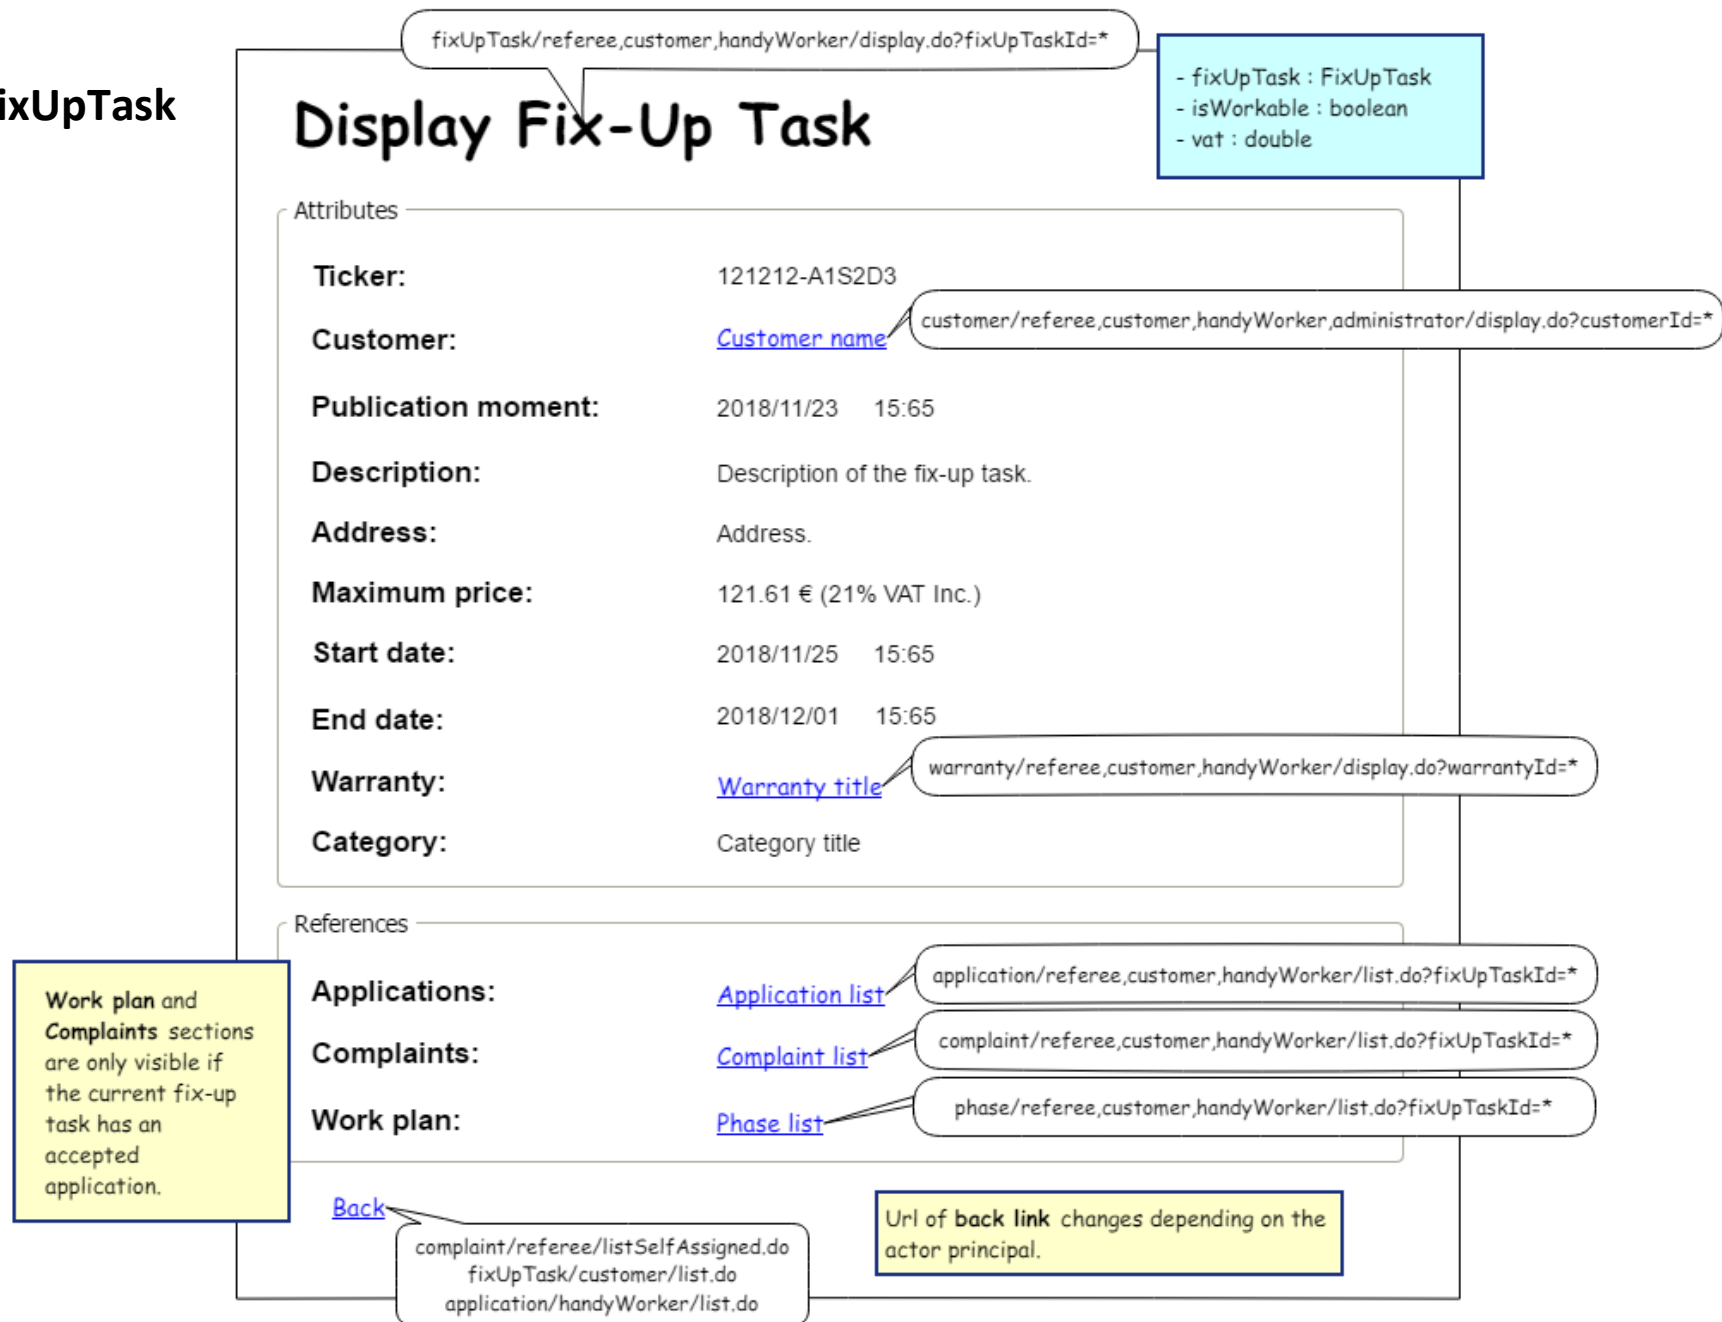 fixUpTask/referee,customer,handyWorker/display.do?fixUpTaskId=*
ixUpTask
Display Fix-Up Task
- fixUpTask : FixUpTask
- isWorkable : boolean
- vat : double
Attributes
Ticker: 121212-A1S2D3
Customer: Customer name
customer/referee,customer,handyWorker,administrator/display.do?customerId=*
Publication moment: 2018/11/23 15:65
Description: Description of the fix-up task.
Address: Address.
Maximum price: 121.61 € (21% VAT Inc.)
Start date: 2018/11/25 15:65
End date: 2018/12/01 15:65
Warranty: Warranty title
warranty/referee,customer,handyWorker/display.do?warrantyId=*
Category: Category title
References
Applications: Application list
application/referee,customer,handyWorker/list.do?fixUpTaskId=*
Complaints: Complaint list
complaint/referee,customer,handyWorker/list.do?fixUpTaskId=*
Work plan: Phase list
phase/referee,customer,handyWorker/list.do?fixUpTaskId=*
Work plan and
Complaints sections
are only visible if
the current fix-up
task has an
accepted
application.
Back
complaint/referee/listSelfAssigned.do
fixUpTask/customer/list.do
application/handyWorker/list.do
Url of back link changes depending on the
actor principal.